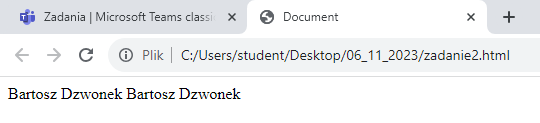 Zadania | Microsoft Teams classi
Document
Plik C:/Users/student/Desktop/06_11_2023/zadanie2.html
Bartosz Dzwonek Bartosz Dzwonek